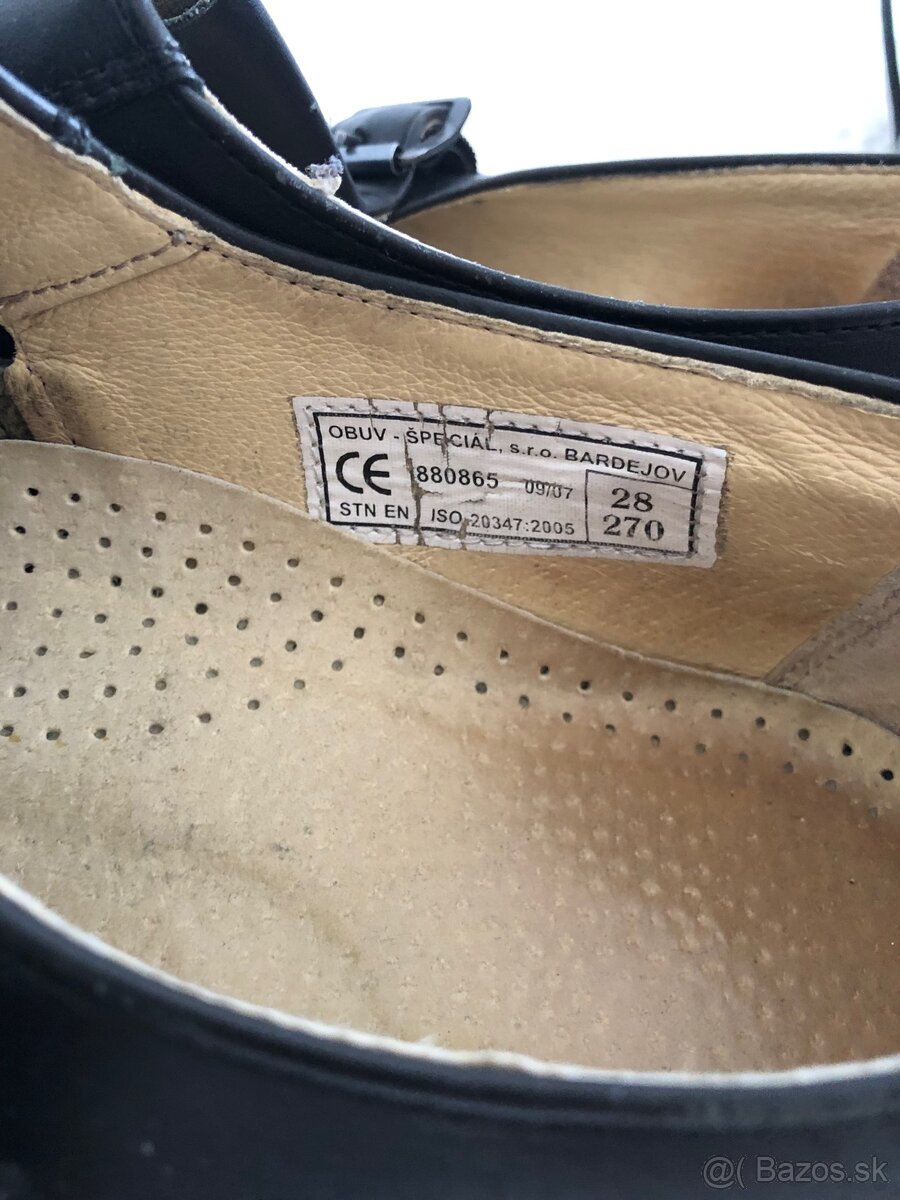 OBUV - ŠPECIÁL, s.r.o. BARDEJOV
CE 880865 09/07 28
STN EN ISO 20347:2005 270
@( Bazos.sk